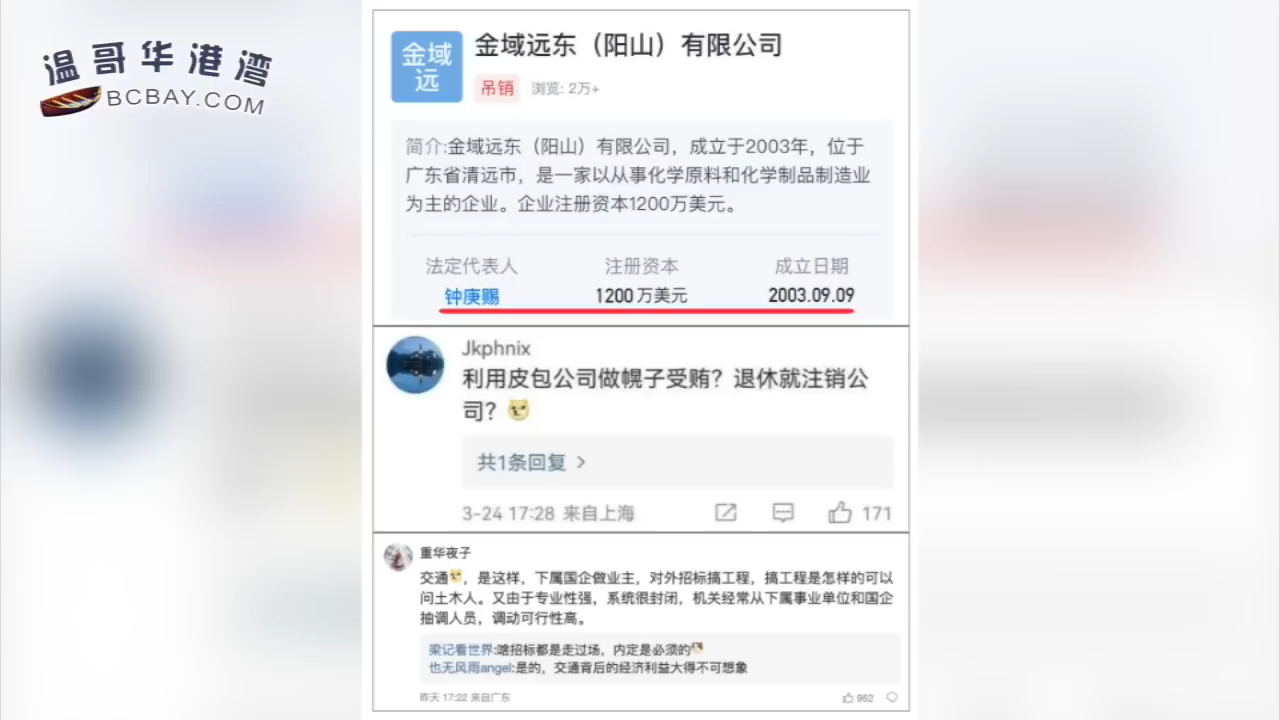 温哥华港湾
BCBAY.COM
金域远
金域远东（阳山）有限公司
吊销 浏览: 2万+
简介:金域远东（阳山）有限公司，成立于2003年，位于
广东省清远市，是一家以从事化学原料和化学制品制造业
为主的企业。企业注册资本1200万美元。
法定代表人 注册资本 成立日期
钟庚赐 1200万美元 2003.09.09
Jkphnix
利用皮包公司做幌子受贿？退休就注销公
司？
共1条回复 >
3-24 17:28 来自上海 171
重华夜子
交通，是这样，下属国企做业主，对外招标搞工程，搞工程是怎样的可以
问土木人。又由于专业性强，系统很封闭，机关经常从下属事业单位和国企
抽调人员，调动可行性高。
梁记看世界:啥招标都是走过场，内定是必须的
也无风雨angel:是的，交通背后的经济利益大得不可想象
昨天 17:22 来自广东 962